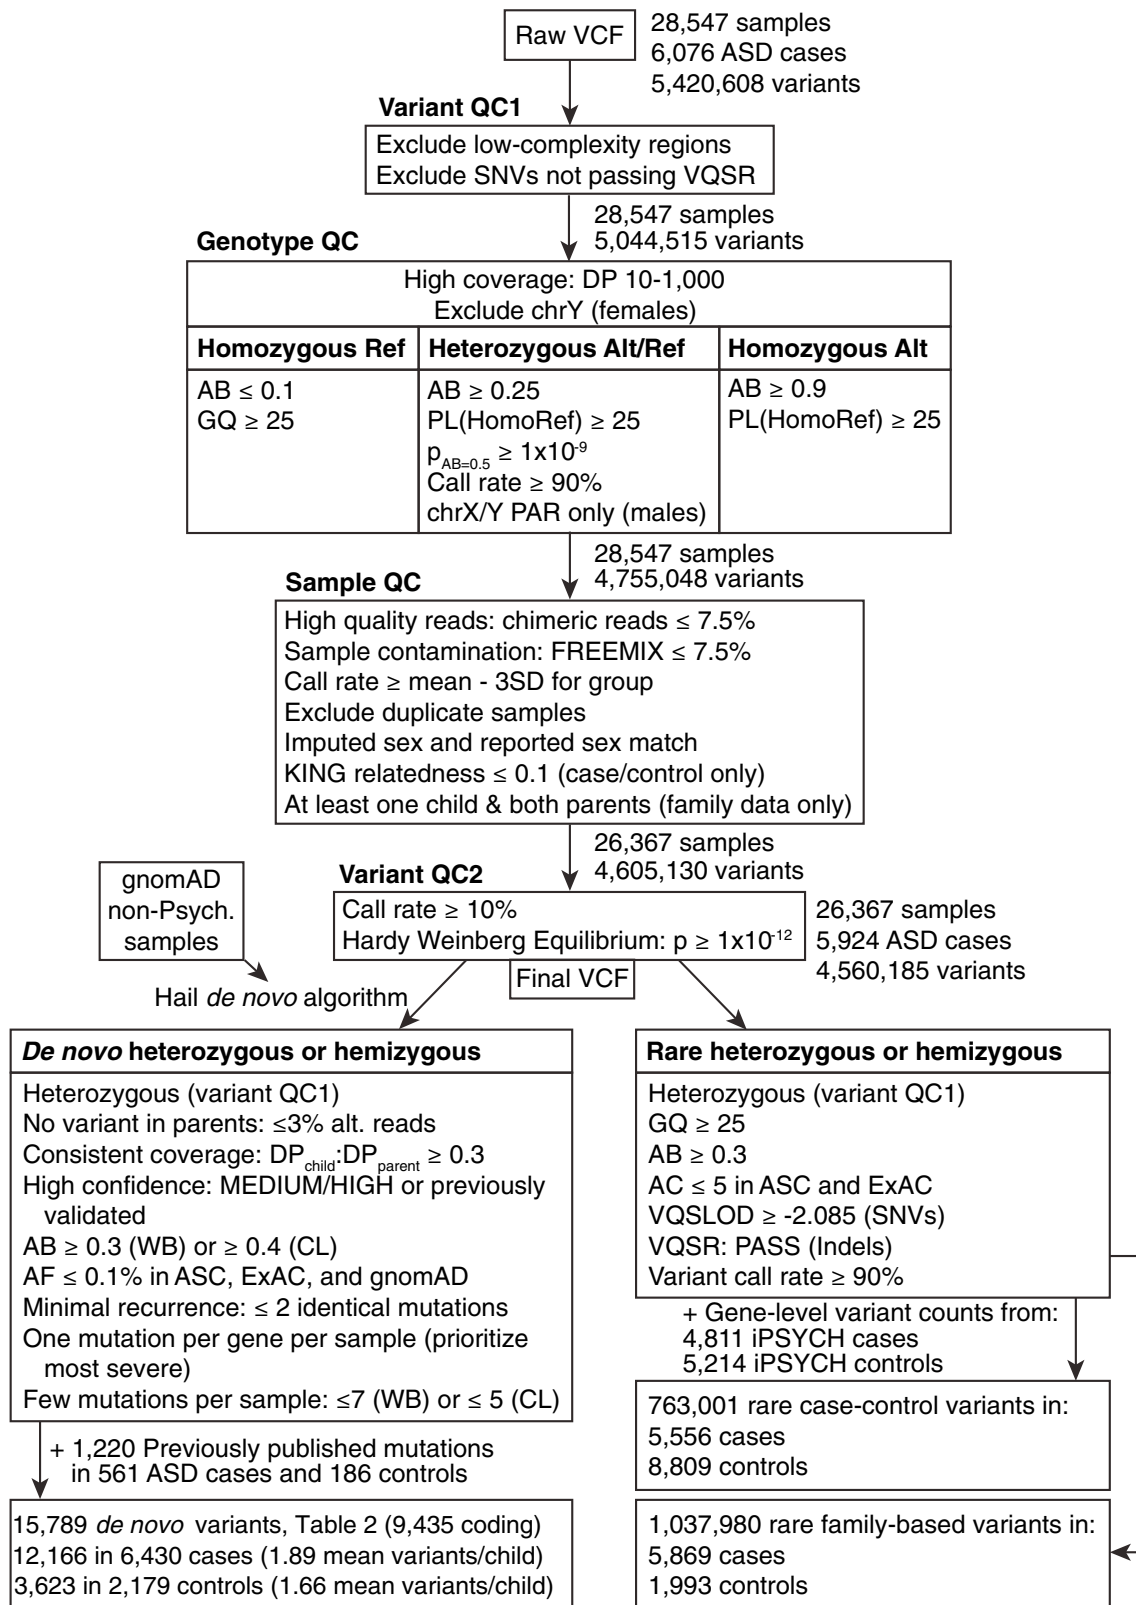 Raw VCF
28,547 samples
6,076 ASD cases
5,420,608 variants
Variant QC1
Exclude low-complexity regions
Exclude SNVs not passing VQSR
28,547 samples
5,044,515 variants
Genotype QC
High coverage: DP 10-1,000
Exclude chrY (females)
Homozygous Ref
AB ≤ 0.1
GQ ≥ 25
Heterozygous Alt/Ref
AB ≥ 0.25
PL(HomoRef) ≥ 25
p_AB=0.5 ≥ 1x10^-9
Call rate ≥ 90%
chrX/Y PAR only (males)
Homozygous Alt
AB ≥ 0.9
PL(HomoRef) ≥ 25
28,547 samples
4,755,048 variants
Sample QC
High quality reads: chimeric reads ≤ 7.5%
Sample contamination: FREEMIX ≤ 7.5%
Call rate ≥ mean - 3SD for group
Exclude duplicate samples
Imputed sex and reported sex match
KING relatedness ≤ 0.1 (case/control only)
At least one child & both parents (family data only)
26,367 samples
4,605,130 variants
gnomAD
non-Psych.
samples
Hail de novo algorithm
Variant QC2
Call rate ≥ 10%
Hardy Weinberg Equilibrium: p ≥ 1x10^-12
26,367 samples
5,924 ASD cases
4,560,185 variants
Final VCF
De novo heterozygous or hemizygous
Heterozygous (variant QC1)
No variant in parents: ≤3% alt. reads
Consistent coverage: DP_child:DP_parent ≥ 0.3
High confidence: MEDIUM/HIGH or previously
validated
AB ≥ 0.3 (WB) or ≥ 0.4 (CL)
AF ≤ 0.1% in ASC, ExAC, and gnomAD
Minimal recurrence: ≤ 2 identical mutations
One mutation per gene per sample (prioritize
most severe)
Few mutations per sample: ≤7 (WB) or ≤ 5 (CL)
+ 1,220 Previously published mutations
in 561 ASD cases and 186 controls
15,789 de novo variants, Table 2 (9,435 coding)
12,166 in 6,430 cases (1.89 mean variants/child)
3,623 in 2,179 controls (1.66 mean variants/child)
Rare heterozygous or hemizygous
Heterozygous (variant QC1)
GQ ≥ 25
AB ≥ 0.3
AC ≤ 5 in ASC and ExAC
VQSLOD ≥ -2.085 (SNVs)
VQSR: PASS (Indels)
Variant call rate ≥ 90%
+ Gene-level variant counts from:
4,811 iPSYCH cases
5,214 iPSYCH controls
763,001 rare case-control variants in:
5,556 cases
8,809 controls
1,037,980 rare family-based variants in:
5,869 cases
1,993 controls